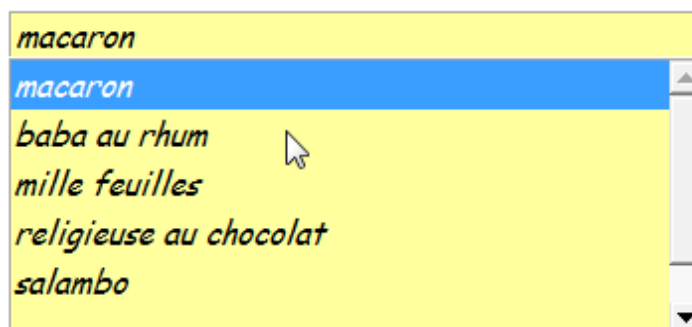 macaron
macaron
baba au rhum
mille feuilles
religieuse au chocolat
salambo